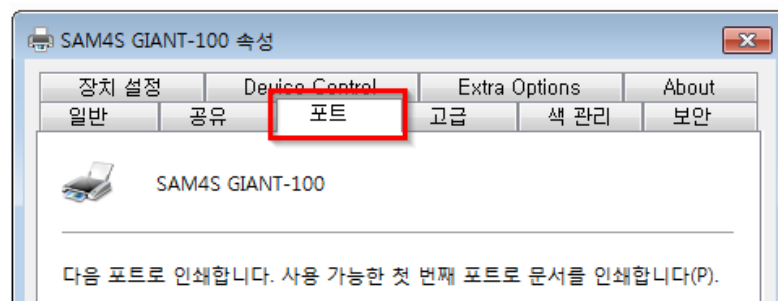 SAM4S GIANT-100 속성
장치 설정 Device Control Extra Options About
일반 공유 포트 고급 색 관리 보안
SAM4S GIANT-100
다음 포트로 인쇄합니다. 사용 가능한 첫 번째 포트로 문서를 인쇄합니다(P).